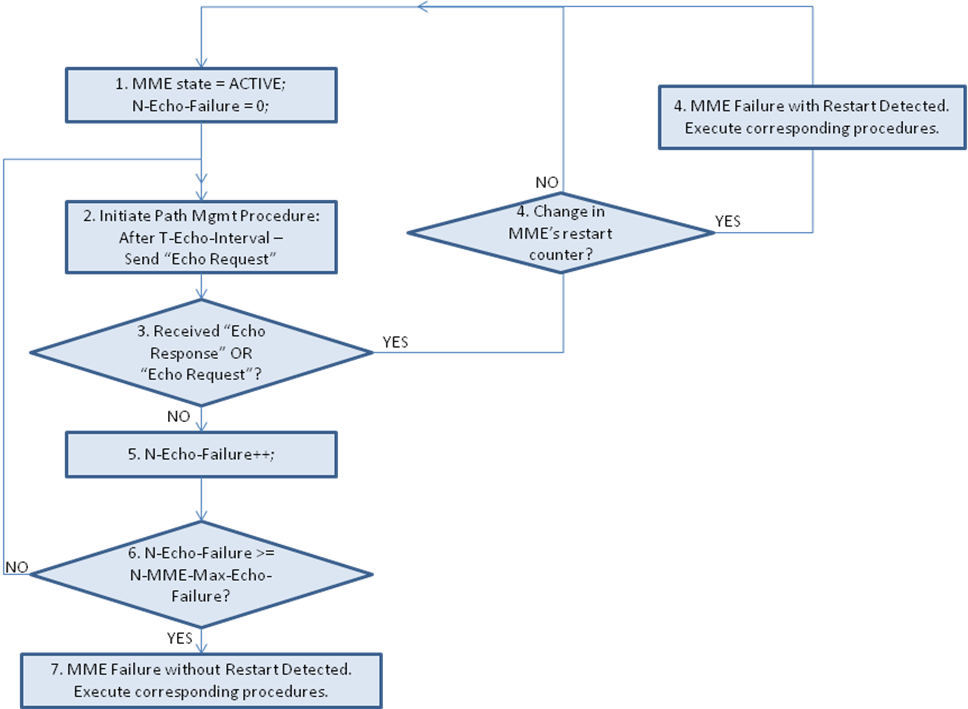 1. MME state = ACTIVE;
N-Echo-Failure = 0;
4. MME Failure with Restart Detected.
Execute corresponding procedures.
NO
4. Change in
MME's restart
counter?
YES
2. Initiate Path Mgmt Procedure:
After T-Echo-Interval –
Send “Echo Request”
3. Received “Echo
Response” OR
“Echo Request”?
YES
NO
5. N-Echo-Failure++;
6. N-Echo-Failure >=
N-MME-Max-Echo-
Failure?
NO
YES
7. MME Failure without Restart Detected.
Execute corresponding procedures.